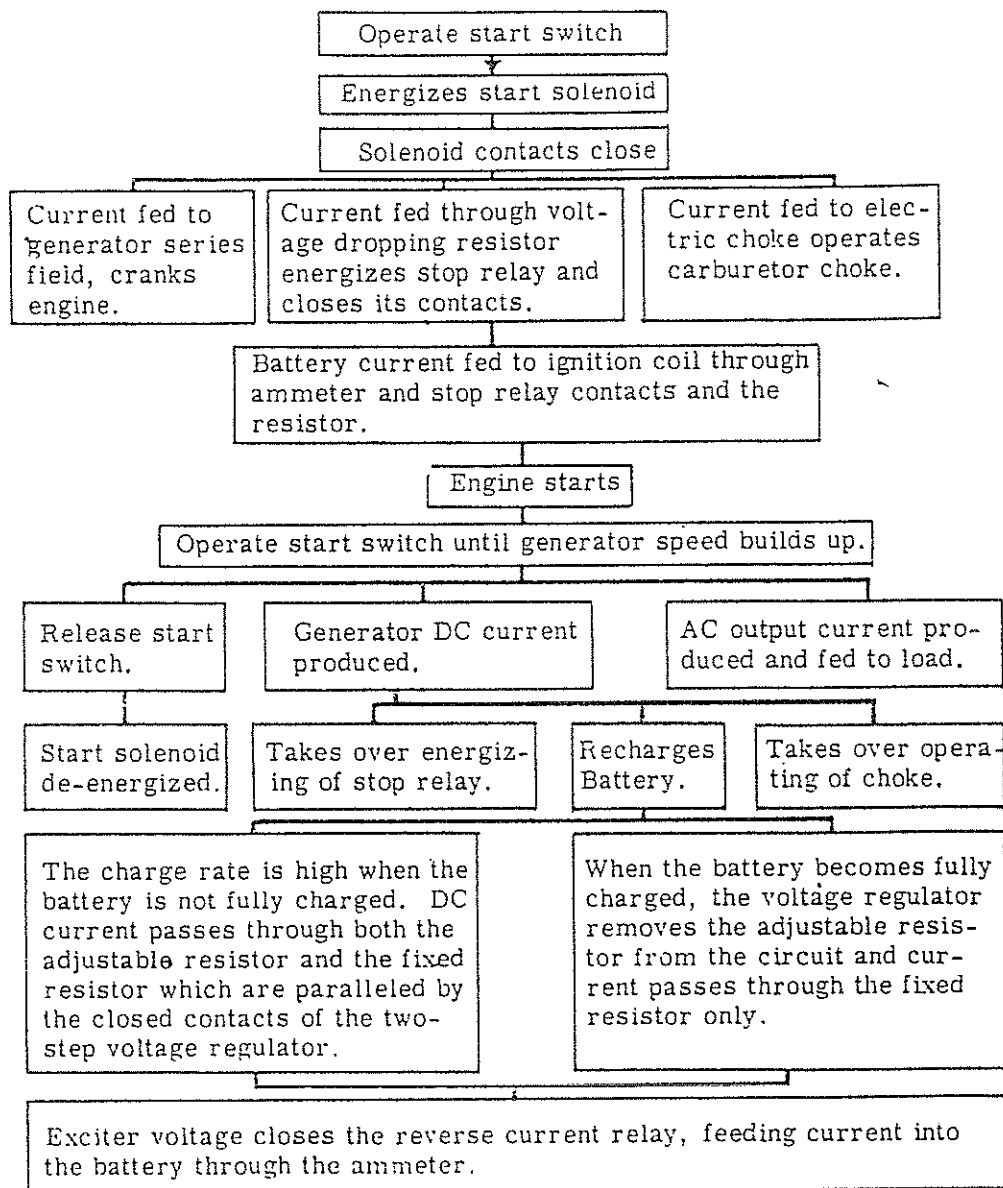 Operate start switch
Energizes start solenoid
Solenoid contacts close
Current fed to
generator series
field, cranks
engine.
Current fed through volt-
age dropping resistor
energizes stop relay and
closes its contacts.
Current fed to elec-
tric choke operates
carburetor choke.
Battery current fed to ignition coil through
ammeter and stop relay contacts and the
resistor.
Engine starts
Operate start switch until generator speed builds up.
Release start
switch.
Generator DC current
produced.
AC output current pro-
duced and fed to load.
Start solenoid
de-energized.
Takes over energiz-
ing of stop relay.
Recharges
Battery.
Takes over opera-
ting of choke.
The charge rate is high when the
battery is not fully charged. DC
current passes through both the
adjustable resistor and the fixed
resistor which are paralleled by
the closed contacts of the two-
step voltage regulator.
When the battery becomes fully
charged, the voltage regulator
removes the adjustable resis-
tor from the circuit and cur-
rent passes through the fixed
resistor only.
Exciter voltage closes the reverse current relay, feeding current into
the battery through the ammeter.